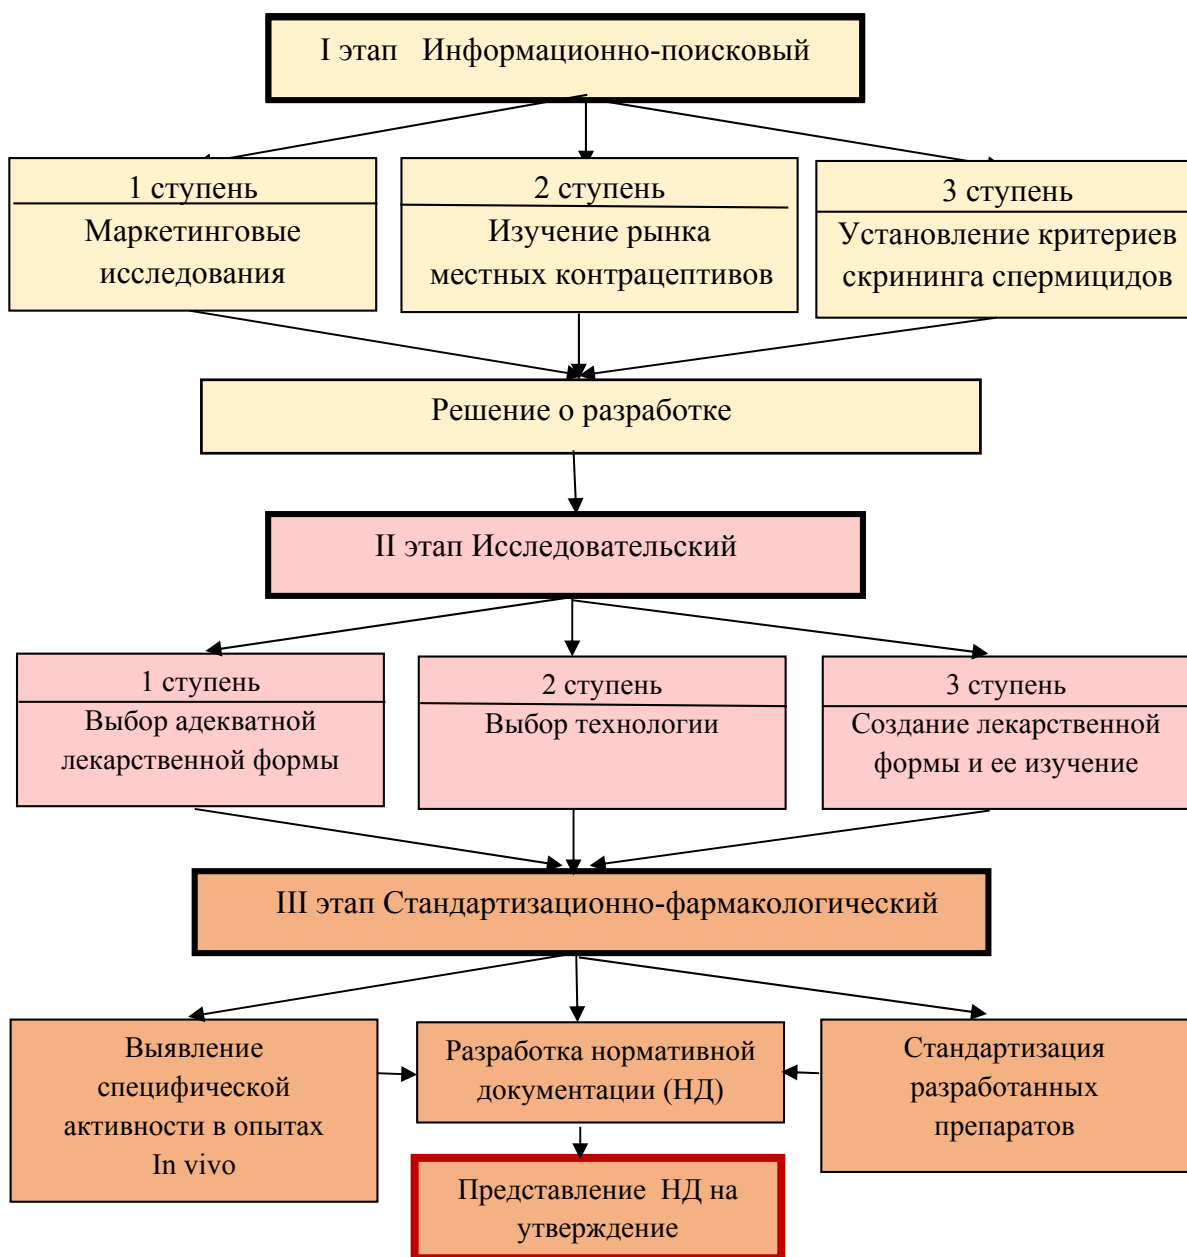 I этап Информационно-поисковый
1 ступень
Маркетинговые
исследования
2 ступень
Изучение рынка
местных контрацептивов
3 ступень
Установление критериев
скрининга спермицидов
Решение о разработке
II этап Исследовательский
1 ступень
Выбор адекватной
лекарственной формы
2 ступень
Выбор технологии
3 ступень
Создание лекарственной
формы и ее изучение
III этап Стандартизационно-фармакологический
Выявление
специфической
активности в опытах
In vivo
Разработка нормативной
документации (НД)
Стандартизация
разработанных
препаратов
Представление НД на
утверждение